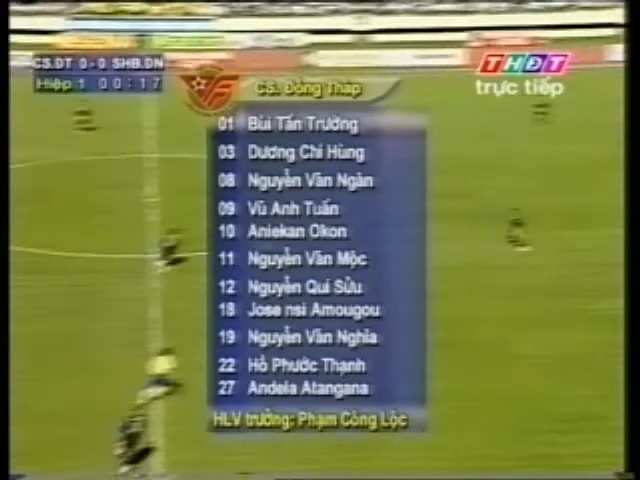 CS.DT 0 - 0 SHB.DN
Hiệp 1 00:17
THĐT
trực tiếp
VF
CS. Đồng Tháp
01 Bùi Tấn Trường
03 Dương Chí Hùng
08 Nguyễn Văn Ngân
09 Vũ Anh Tuấn
10 Aniekan Okon
11 Nguyễn Văn Mộc
12 Nguyễn Quí Sửu
18 Jose nsi Amougou
19 Nguyễn Văn Nghĩa
22 Hồ Phước Thạnh
27 Andela Atangana
HLV trưởng: Phạm Công Lộc